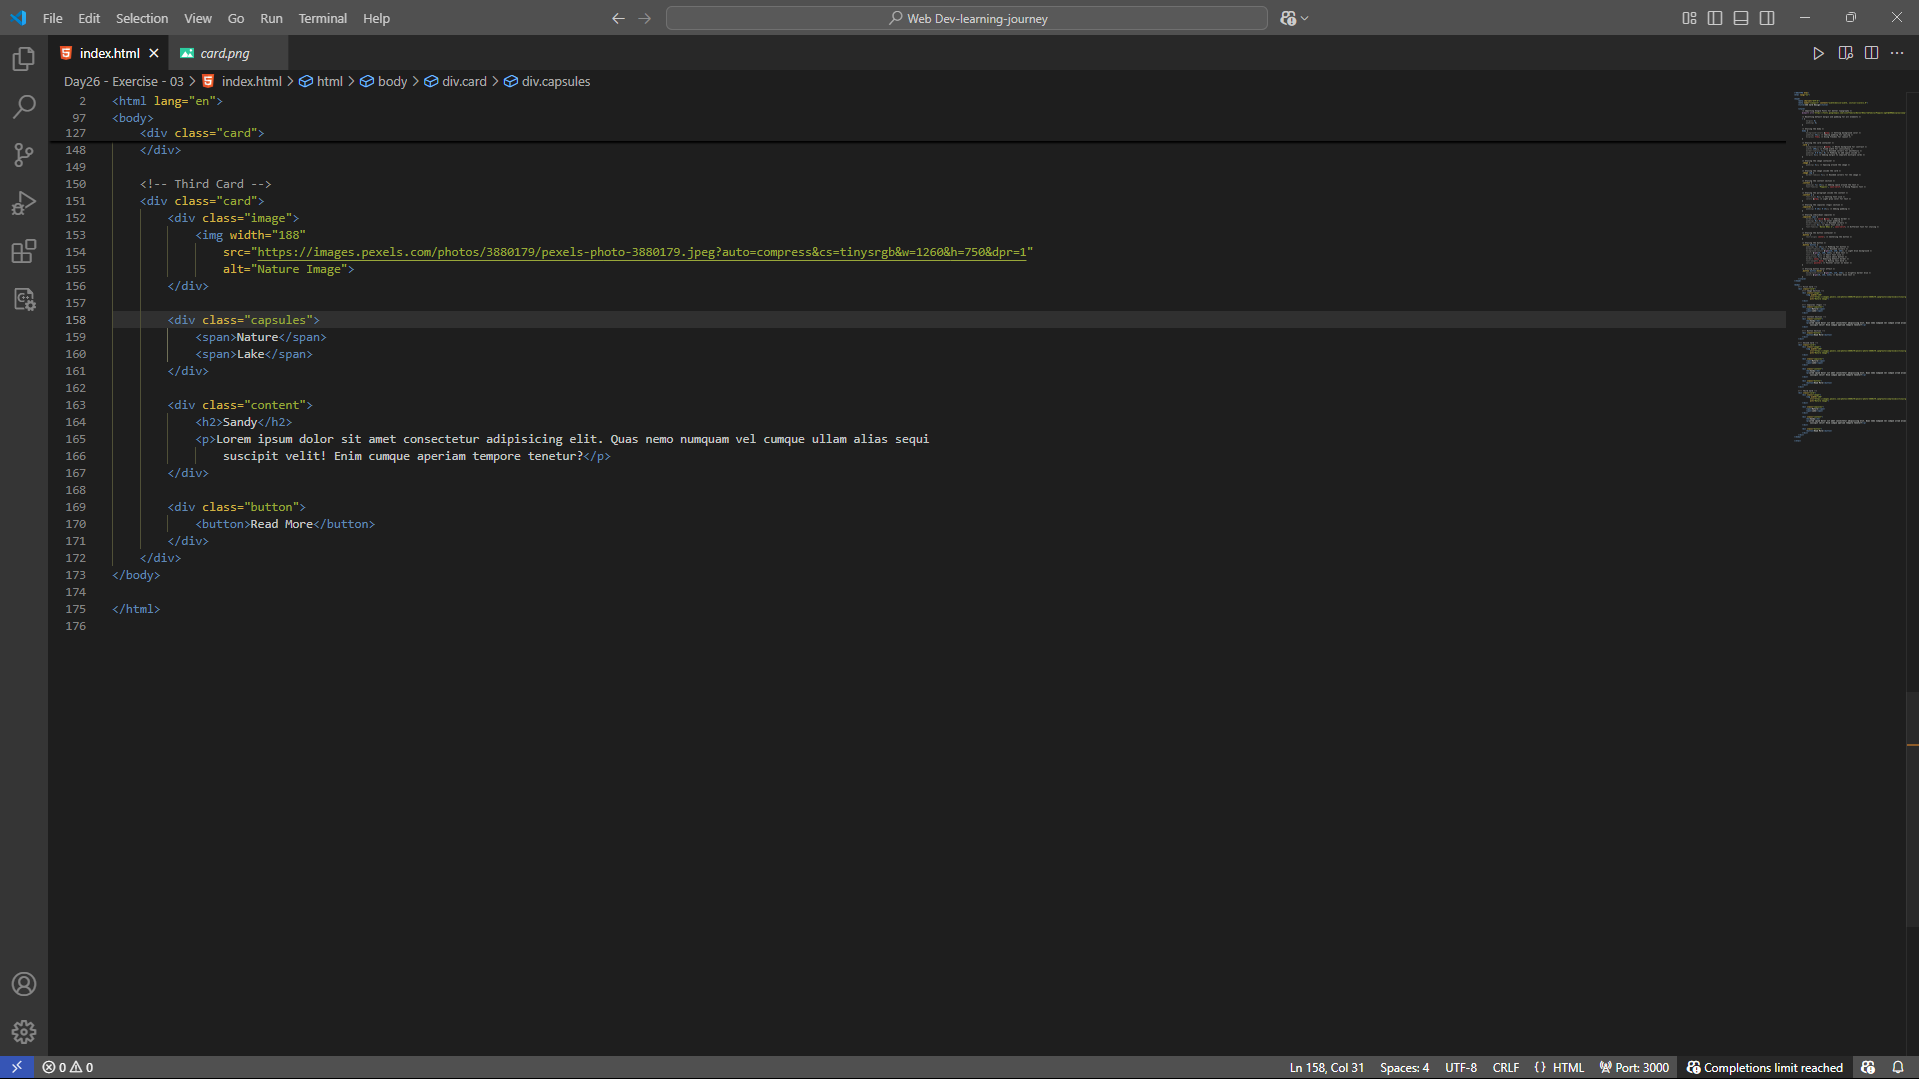 File Edit Selection View Go Run Terminal Help
Web Dev-learning-journey
index.html
card.png
Day26 - Exercise - 03 > index.html > html > body > div.card > div.capsules
2 <html lang="en">
97 <body>
127 <div class="card">
148 </div>
149
150 <!-- Third Card -->
151 <div class="card">
152 <div class="image">
153 <img width="188"
154 src="https://images.pexels.com/photos/3880179/pexels-photo-3880179.jpeg?auto=compress&cs=tinysrgb&w=1260&h=750&dpr=1"
155 alt="Nature Image">
156 </div>
157
158 <div class="capsules">
159 <span>Nature</span>
160 <span>Lake</span>
161 </div>
162
163 <div class="content">
164 <h2>Sandy</h2>
165 <p>Lorem ipsum dolor sit amet consectetur adipisicing elit. Quas nemo numquam vel cumque ullam alias sequi
166 suscipit velit! Enim cumque aperiam tempore tenetur?</p>
167 </div>
168
169 <div class="button">
170 <button>Read More</button>
171 </div>
172 </div>
173 </body>
174
175 </html>
176
0 0 Ln 158, Col 31 Spaces: 4 UTF-8 CRLF {} HTML Port: 3000 Completions limit reached